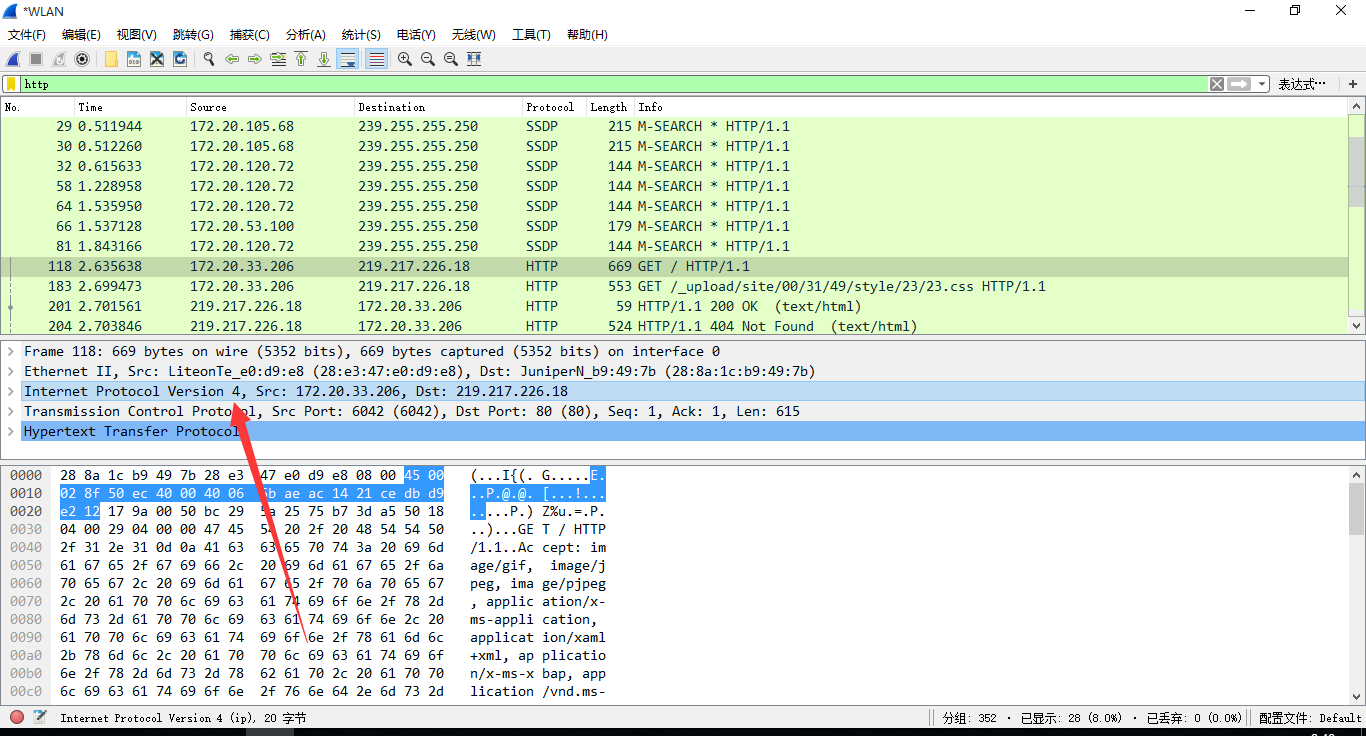 *WLAN
文件(F) 编辑(E) 视图(V) 跳转(G) 捕获(C) 分析(A) 统计(S) 电话(Y) 无线(W) 工具(T) 帮助(H)
http 表达式… +
No. Time Source Destination Protocol Length Info
29 0.511944 172.20.105.68 239.255.255.250 SSDP 215 M-SEARCH * HTTP/1.1
30 0.512260 172.20.105.68 239.255.255.250 SSDP 215 M-SEARCH * HTTP/1.1
32 0.615633 172.20.120.72 239.255.255.250 SSDP 144 M-SEARCH * HTTP/1.1
58 1.228958 172.20.120.72 239.255.255.250 SSDP 144 M-SEARCH * HTTP/1.1
64 1.535950 172.20.120.72 239.255.255.250 SSDP 144 M-SEARCH * HTTP/1.1
66 1.537128 172.20.53.100 239.255.255.250 SSDP 179 M-SEARCH * HTTP/1.1
81 1.843166 172.20.120.72 239.255.255.250 SSDP 144 M-SEARCH * HTTP/1.1
118 2.635638 172.20.33.206 219.217.226.18 HTTP 669 GET / HTTP/1.1
183 2.699473 172.20.33.206 219.217.226.18 HTTP 553 GET /_upload/site/00/31/49/style/23/23.css HTTP/1.1
201 2.701561 219.217.226.18 172.20.33.206 HTTP 59 HTTP/1.1 200 OK (text/html)
204 2.703846 219.217.226.18 172.20.33.206 HTTP 524 HTTP/1.1 404 Not Found (text/html)
Frame 118: 669 bytes on wire (5352 bits), 669 bytes captured (5352 bits) on interface 0
Ethernet II, Src: LiteonTe_e0:d9:e8 (28:e3:47:e0:d9:e8), Dst: JuniperN_b9:49:7b (28:8a:1c:b9:49:7b)
Internet Protocol Version 4, Src: 172.20.33.206, Dst: 219.217.226.18
Transmission Control Protocol, Src Port: 6042 (6042), Dst Port: 80 (80), Seq: 1, Ack: 1, Len: 615
Hypertext Transfer Protocol
0000 28 8a 1c b9 49 7b 28 e3 47 e0 d9 e8 08 00 45 00 (...I{(. G.....E.
0010 02 8f 50 ec 40 00 40 06 5b ae ac 14 21 ce db d9 ..P.@.@. [...!...
0020 e2 12 17 9a 00 50 bc 29 5a 25 75 b7 3d a5 50 18 .....P.) Z%u.=.P.
0030 04 00 29 04 00 00 47 45 54 20 2f 20 48 54 54 50 ..)...GE T / HTTP
0040 2f 31 2e 31 0d 0a 41 63 63 65 70 74 3a 20 69 6d /1.1..Ac cept: im
0050 61 67 65 2f 67 69 66 2c 20 69 6d 61 67 65 2f 6a age/gif, image/j
0060 70 65 67 2c 20 69 6d 61 67 65 2f 70 6a 70 65 67 peg, ima ge/pjpeg
0070 2c 20 61 70 70 6c 69 63 61 74 69 6f 6e 2f 78 2d , applic ation/x-
0080 6d 73 2d 61 70 70 6c 69 63 61 74 69 6f 6e 2c 20 ms-appli cation,
0090 61 70 70 6c 69 63 61 74 69 6f 6e 2f 78 61 6d 6c applicat ion/xaml
00a0 2b 78 6d 6c 2c 20 61 70 70 6c 69 63 61 74 69 6f +xml, ap plicatio
00b0 6e 2f 78 2d 6d 73 2d 78 62 61 70 2c 20 61 70 70 n/x-ms-x bap, app
00c0 6c 69 63 61 74 69 6f 6e 2f 76 6e 64 2e 6d 73 2d lication /vnd.ms-
Internet Protocol Version 4 (ip), 20 字节 分组: 352 · 已显示: 28 (8.0%) · 已丢弃: 0 (0.0%) 配置文件: Default